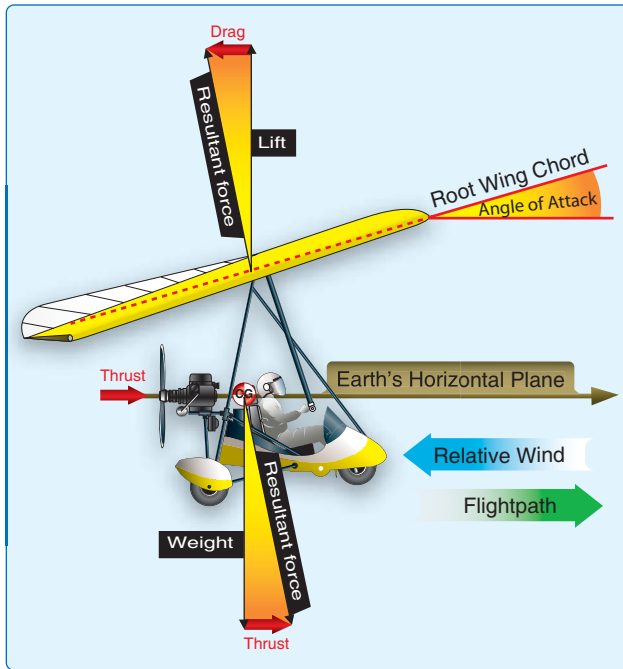 Drag
Resultant force
Lift
Root Wing Chord
Angle of Attack
Thrust
CG
Earth's Horizontal Plane
Relative Wind
Flightpath
Weight
Resultant force
Thrust